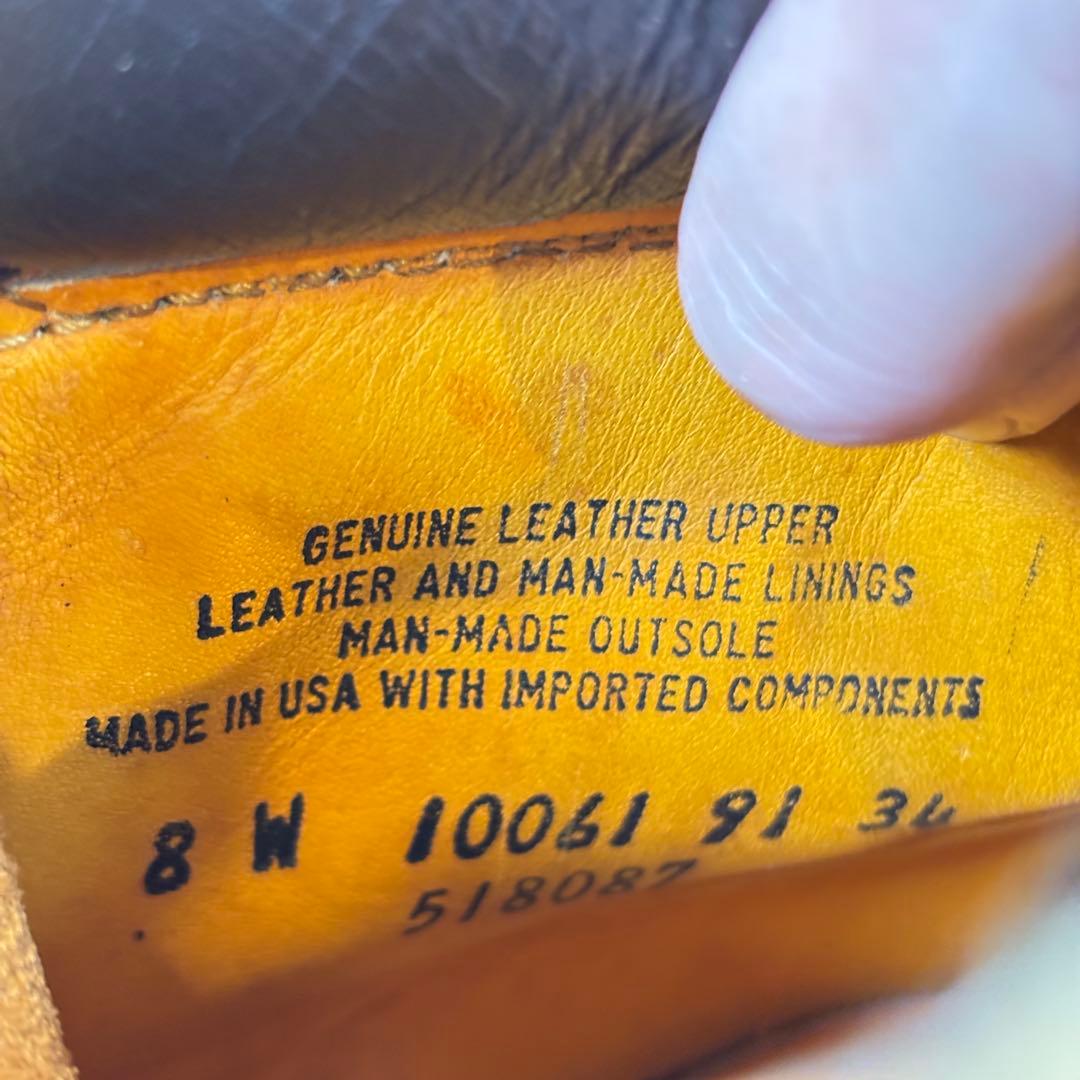 GENUINE LEATHER UPPER
LEATHER AND MAN-MADE LININGS
MAN-MADE OUTSOLE
MADE IN USA WITH IMPORTED COMPONENTS
8 W 10061 91 34
518087